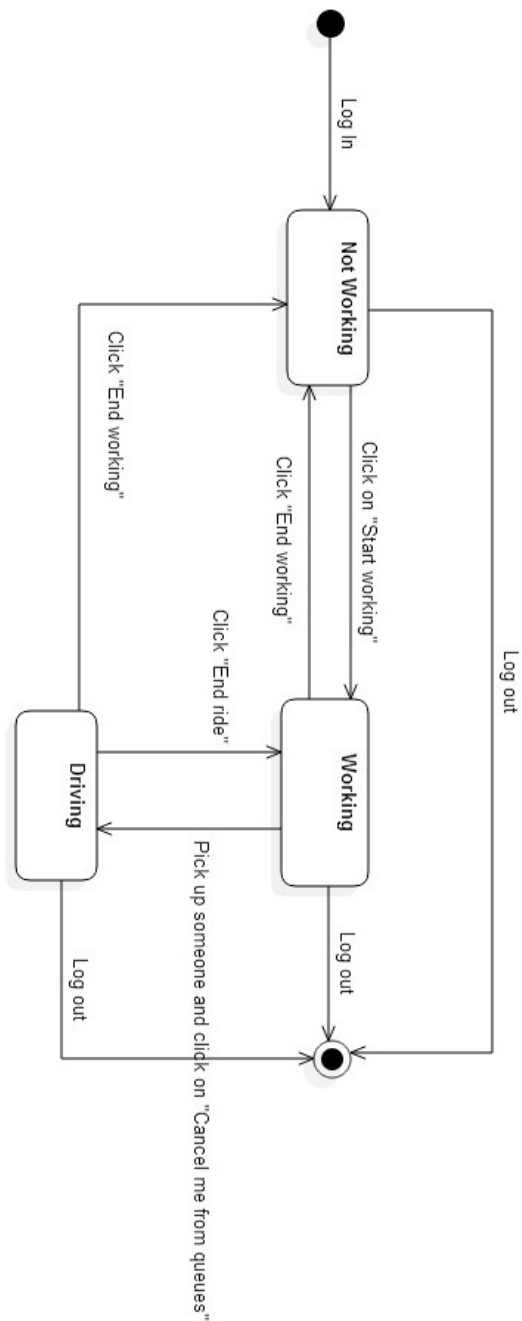 Log out
Log In
Not Working
Click on "Start working"
Click "End working"
Working
Log out
Click "End working"
Click "End ride"
Pick up someone and click on "Cancel me from queues"
Driving
Log out